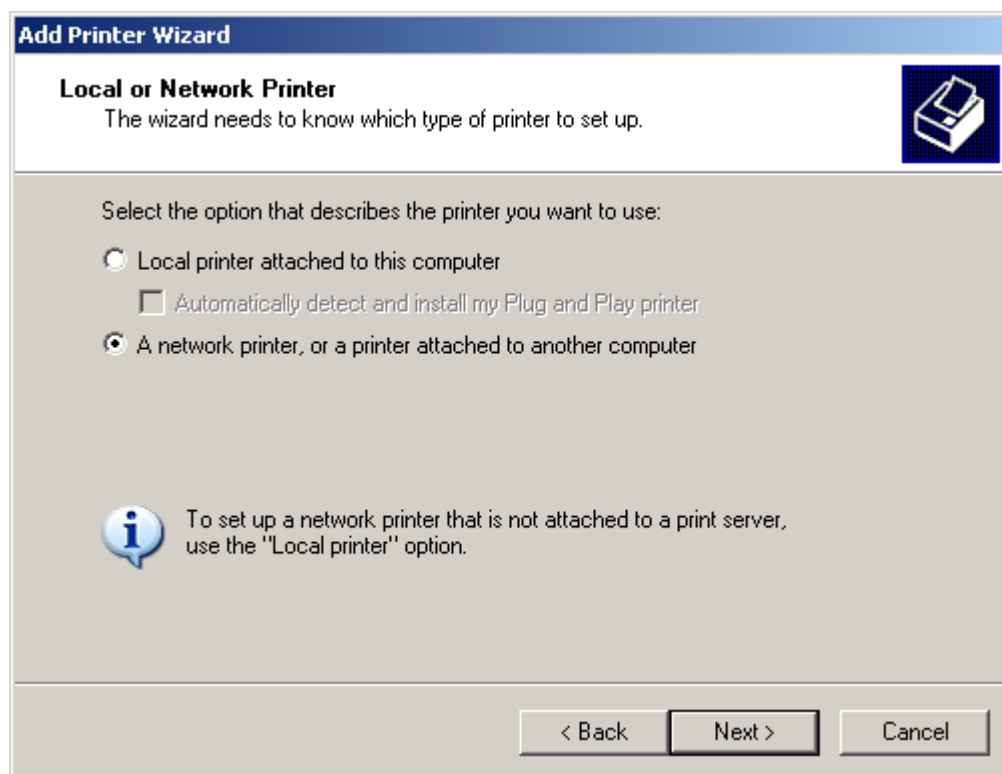 Add Printer Wizard
Local or Network Printer
The wizard needs to know which type of printer to set up.
Select the option that describes the printer you want to use:
Local printer attached to this computer
Automatically detect and install my Plug and Play printer
A network printer, or a printer attached to another computer
To set up a network printer that is not attached to a print server,
use the "Local printer" option.
< Back Next > Cancel